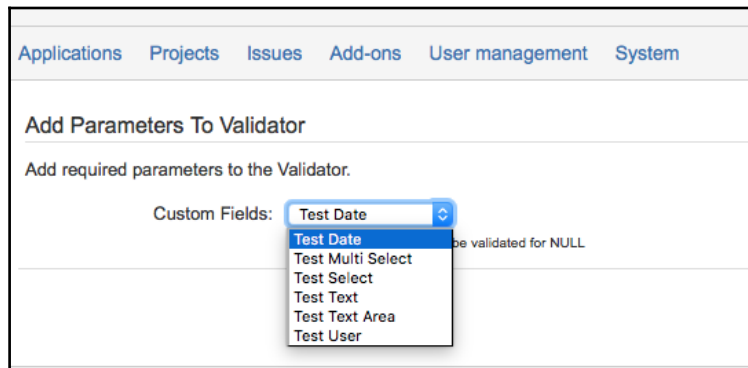 Applications Projects Issues Add-ons User management System
Add Parameters To Validator
Add required parameters to the Validator.
Custom Fields: Test Date
Test Date
be validated for NULL
Test Multi Select
Test Select
Test Text
Test Text Area
Test User